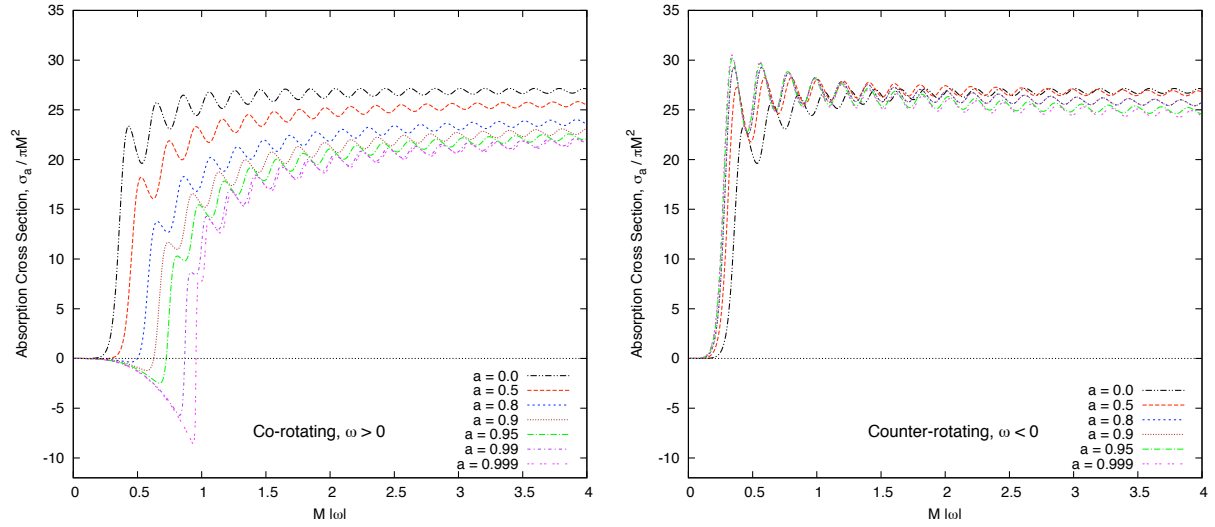 35
30
25
20
15
10
5
0
-5
-10
Absorption Cross Section, σₐ / πM²
a = 0.0
a = 0.5
a = 0.8
a = 0.9
a = 0.95
a = 0.99
a = 0.999
Co-rotating, ω > 0
0 0.5 1 1.5 2 2.5 3 3.5 4
M |ω|
35
30
25
20
15
10
5
0
-5
-10
Absorption Cross Section, σₐ / πM²
a = 0.0
a = 0.5
a = 0.8
a = 0.9
a = 0.95
a = 0.999
Counter-rotating, ω < 0
0 0.5 1 1.5 2 2.5 3 3.5 4
M |ω|